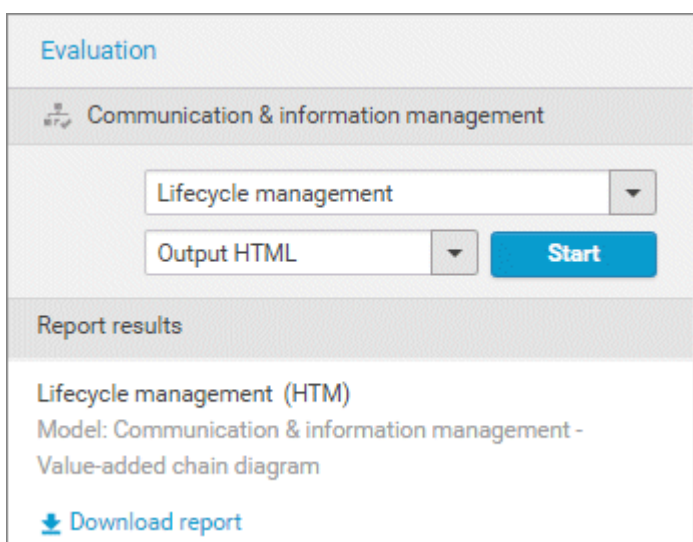 Evaluation
Communication & information management
Lifecycle management
Output HTML
Start
Report results
Lifecycle management (HTM)
Model: Communication & information management -
Value-added chain diagram
Download report